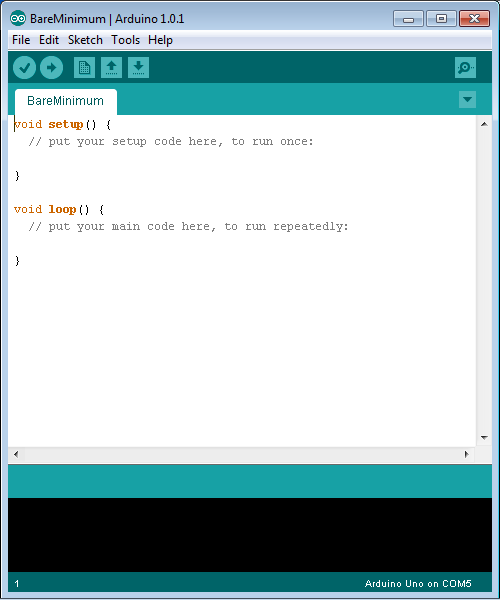 BareMinimum | Arduino 1.0.1
File Edit Sketch Tools Help
BareMinimum
void setup() {
  // put your setup code here, to run once:
}
void loop() {
  // put your main code here, to run repeatedly:
}
1 Arduino Uno on COM5